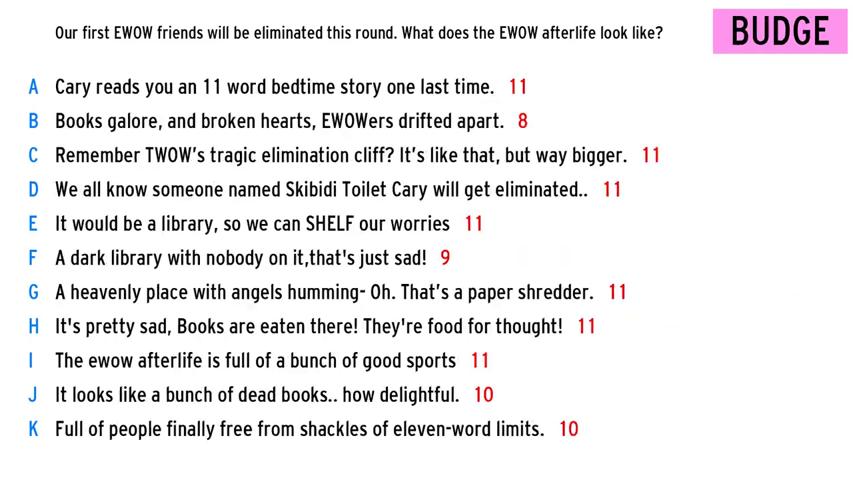 Our first EWOW friends will be eliminated this round. What does the EWOW afterlife look like?
BUDGE
A Cary reads you an 11 word bedtime story one last time. 11
B Books galore, and broken hearts, EWOWers drifted apart. 8
C Remember TWOW’s tragic elimination cliff? It’s like that, but way bigger. 11
D We all know someone named Skibidi Toilet Cary will get eliminated.. 11
E It would be a library, so we can SHELF our worries 11
F A dark library with nobody on it,that's just sad! 9
G A heavenly place with angels humming- Oh. That’s a paper shredder. 11
H It's pretty sad, Books are eaten there! They're food for thought! 11
I The ewow afterlife is full of a bunch of good sports 11
J It looks like a bunch of dead books.. how delightful. 10
K Full of people finally free from shackles of eleven-word limits. 10